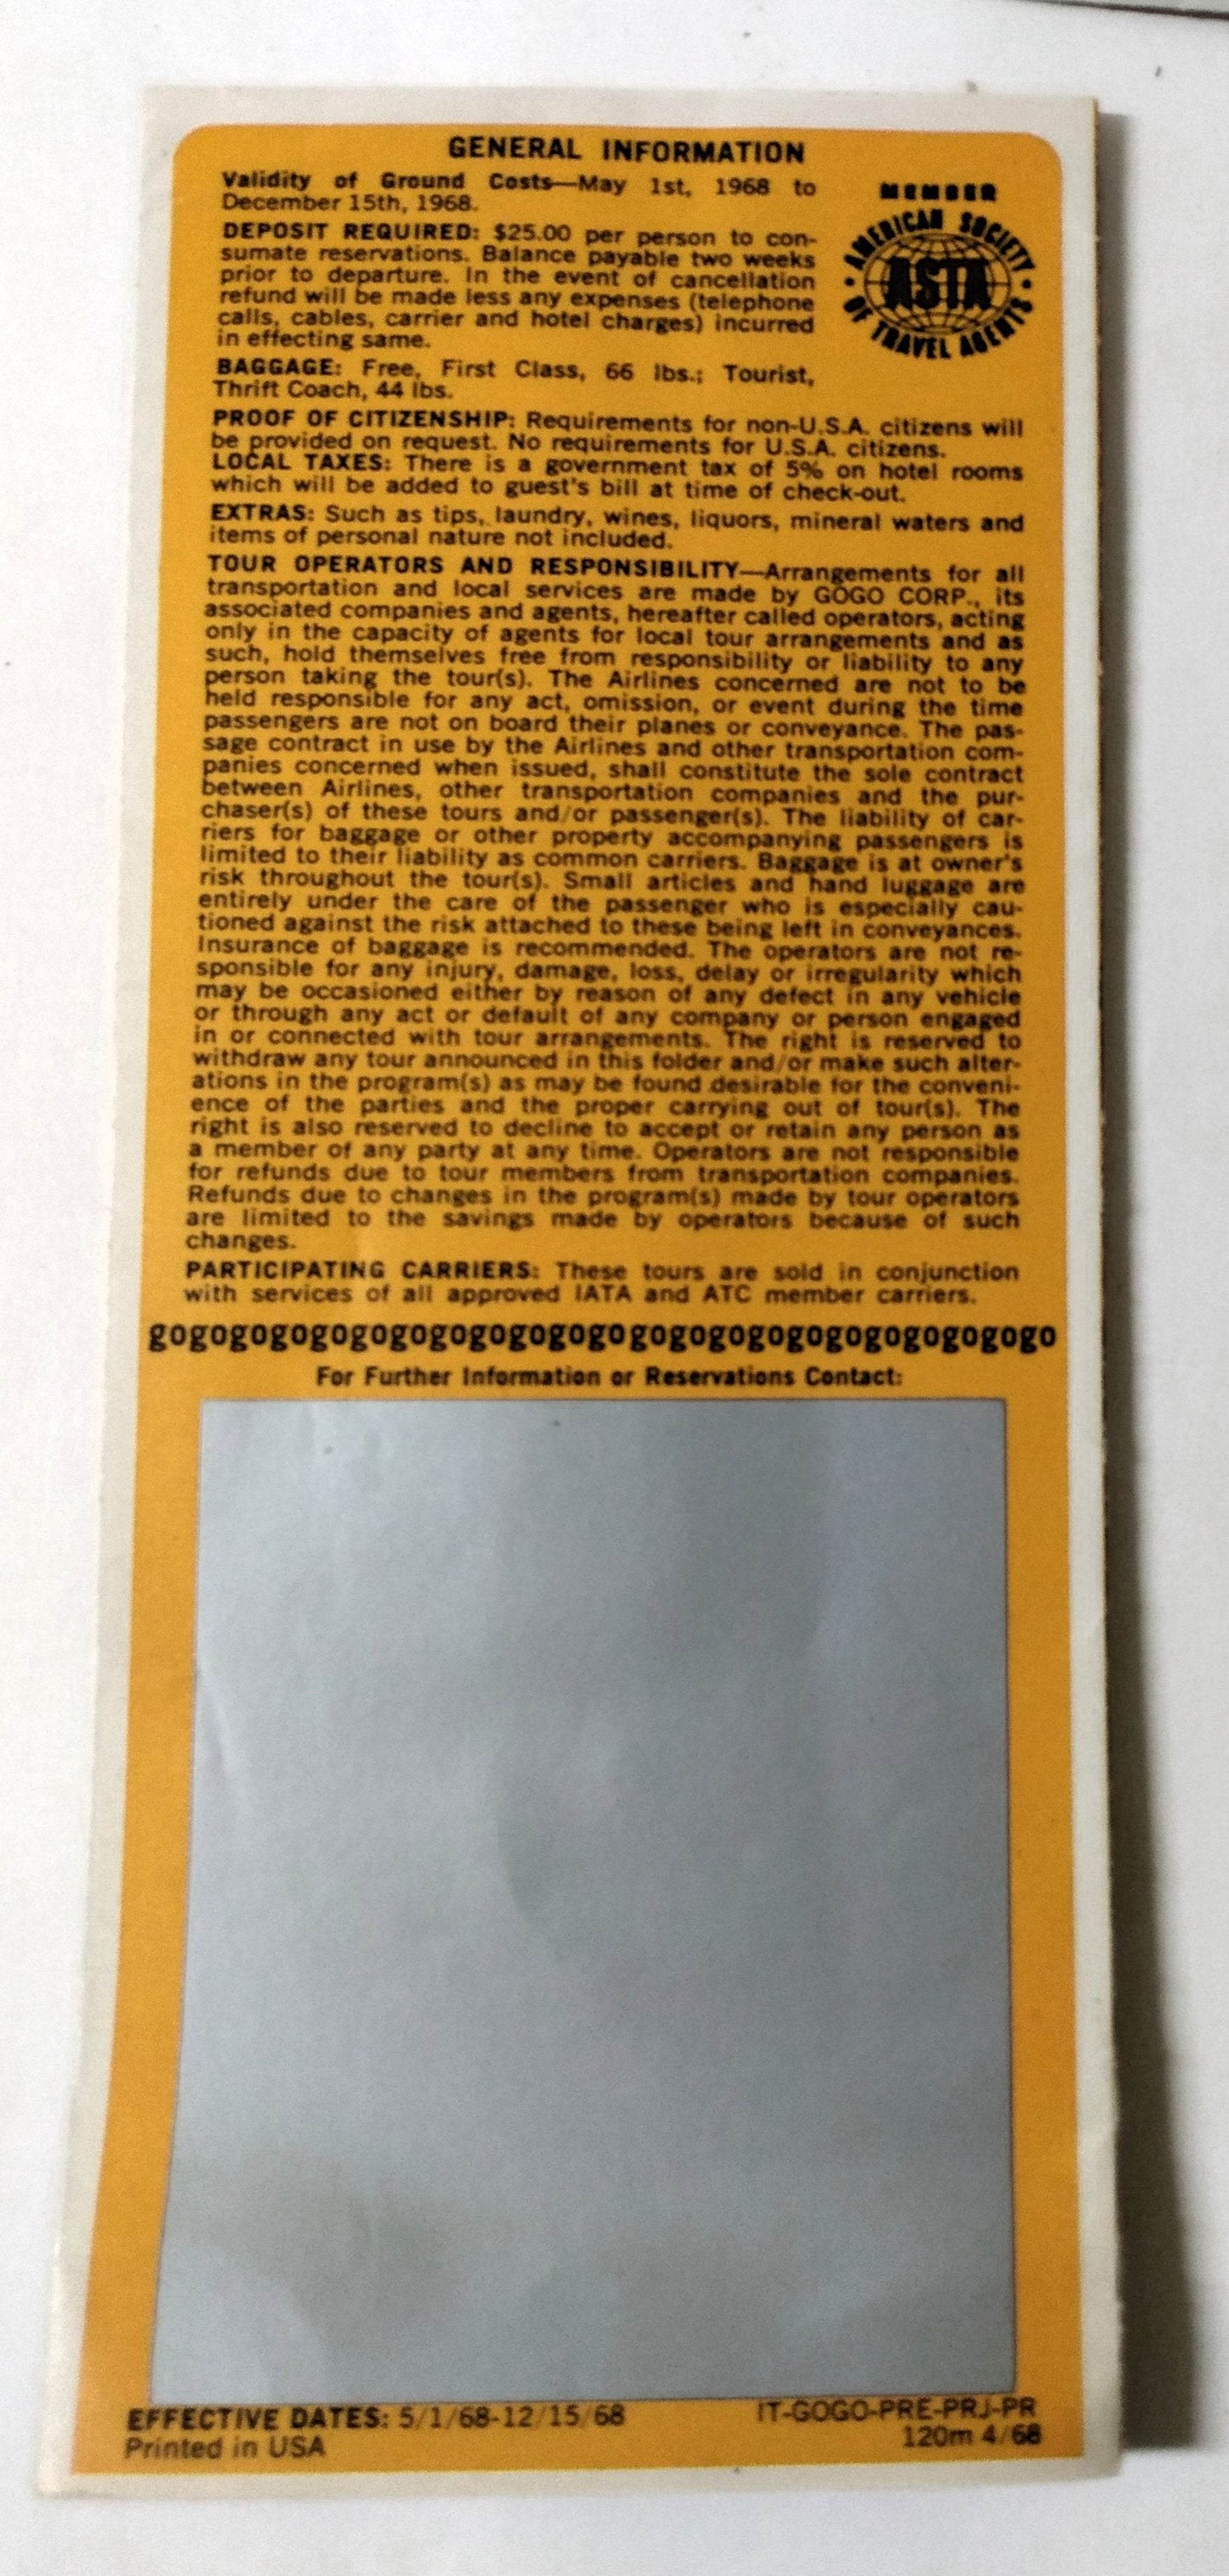 GENERAL INFORMATION
Validity of Ground Costs—May 1st, 1968 to
December 15th, 1968.
DEPOSIT REQUIRED: $25.00 per person to con-
sumate reservations. Balance payable two weeks
prior to departure. In the event of cancellation
refund will be made less any expenses (telephone
calls, cables, carrier and hotel charges) incurred
in effecting same.
BAGGAGE: Free, First Class, 66 lbs.; Tourist,
Thrift Coach, 44 lbs.
MEMBER
AMERICAN SOCIETY
ASTA
OF TRAVEL AGENTS
PROOF OF CITIZENSHIP: Requirements for non-U.S.A. citizens will
be provided on request. No requirements for U.S.A. citizens.
LOCAL TAXES: There is a government tax of 5% on hotel rooms
which will be added to guest's bill at time of check-out.
EXTRAS: Such as tips, laundry, wines, liquors, mineral waters and
items of personal nature not included.
TOUR OPERATORS AND RESPONSIBILITY—Arrangements for all
transportation and local services are made by GOGO CORP., its
associated companies and agents, hereafter called operators, acting
only in the capacity of agents for local tour arrangements and as
such, hold themselves free from responsibility or liability to any
person taking the tour(s). The Airlines concerned are not to be
held responsible for any act, omission, or event during the time
passengers are not on board their planes or conveyance. The pas-
sage contract in use by the Airlines and other transportation com-
panies concerned when issued, shall constitute the sole contract
between Airlines, other transportation companies and the pur-
chaser(s) of these tours and/or passenger(s). The liability of car-
riers for baggage or other property accompanying passengers is
limited to their liability as common carriers. Baggage is at owner's
risk throughout the tour(s). Small articles and hand luggage are
entirely under the care of the passenger who is especially cau-
tioned against the risk attached to these being left in conveyances.
Insurance of baggage is recommended. The operators are not re-
sponsible for any injury, damage, loss, delay or irregularity which
may be occasioned either by reason of any defect in any vehicle
or through any act or default of any company or person engaged
in or connected with tour arrangements. The right is reserved to
withdraw any tour announced in this folder and/or make such alter-
ations in the program(s) as may be found desirable for the conveni-
ence of the parties and the proper carrying out of tour(s). The
right is also reserved to decline to accept or retain any person as
a member of any party at any time. Operators are not responsible
for refunds due to tour members from transportation companies.
Refunds due to changes in the program(s) made by tour operators
are limited to the savings made by operators because of such
changes.
PARTICIPATING CARRIERS: These tours are sold in conjunction
with services of all approved IATA and ATC member carriers.
gogogogogogogogogogogogogogogogogogogogogogogo
For Further Information or Reservations Contact:
EFFECTIVE DATES: 5/1/68-12/15/68
Printed in USA
IT-GOGO-PRE-PRJ-PR
120m 4/68